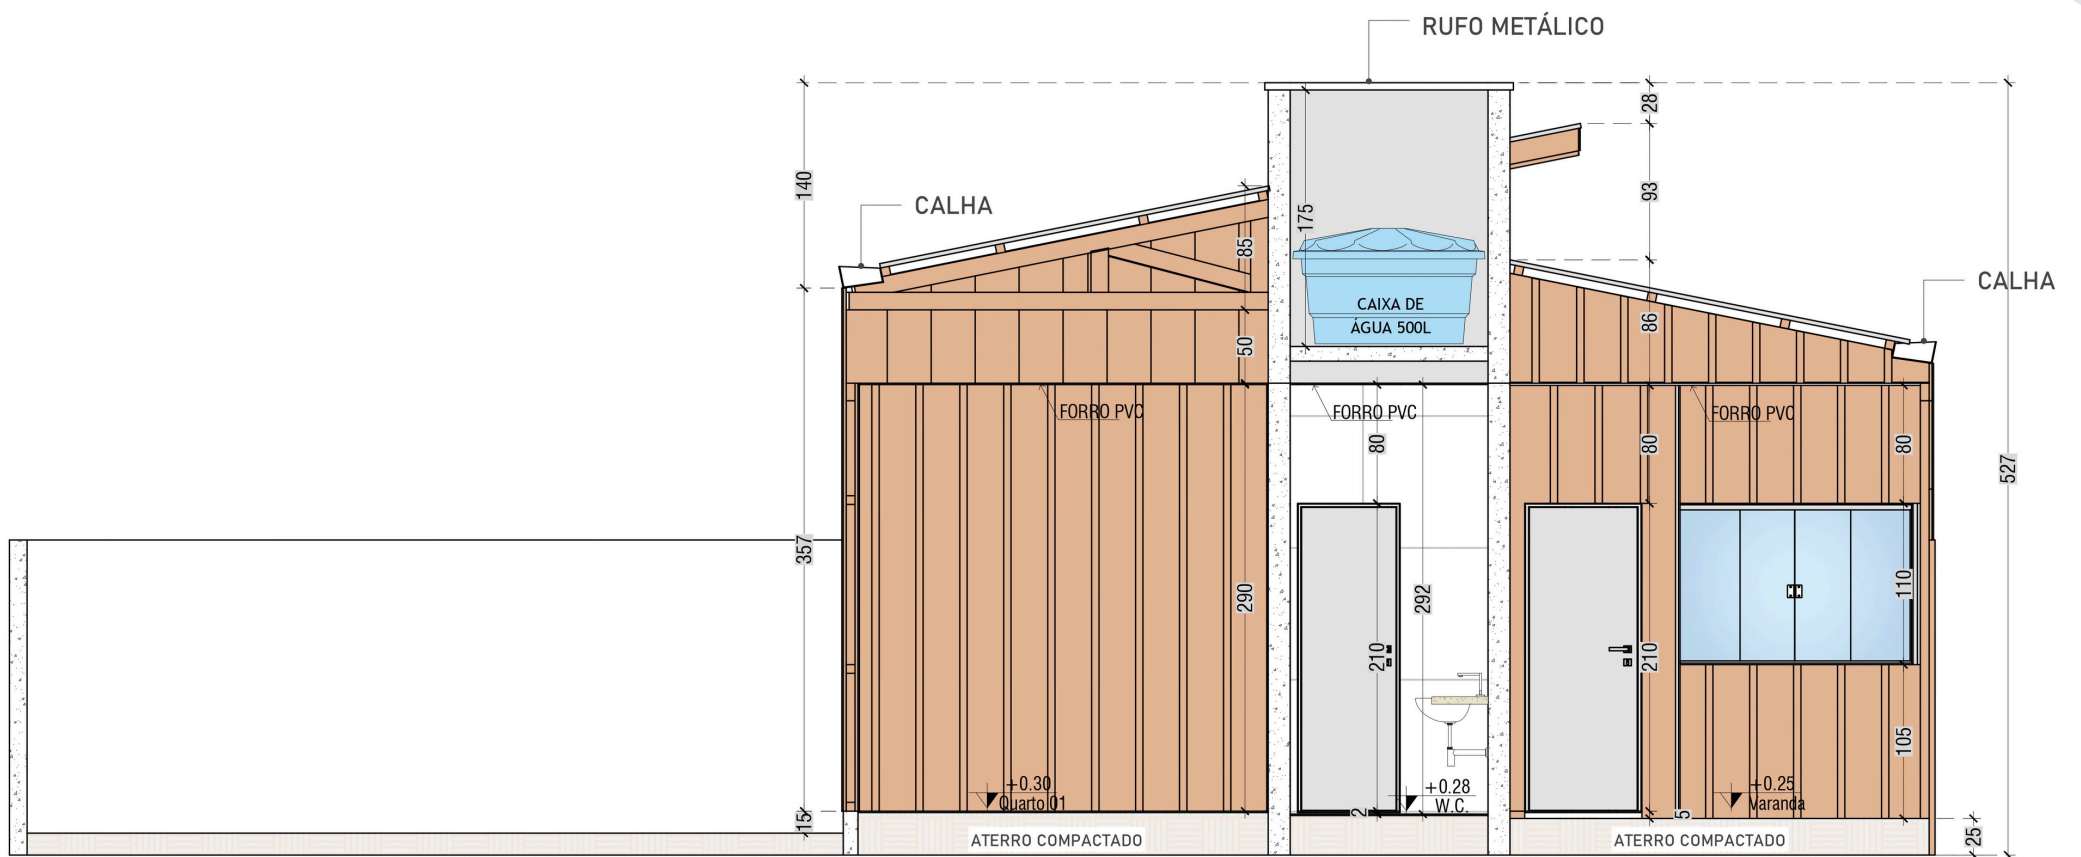 RUFO METÁLICO
28
140
93
CALHA
175
85
CALHA
CAIXA DE
ÁGUA 500L
86
50
FORRO PVC
FORRO PVC
FORRO PVC
80
80
80
527
357
290
292
110
210
210
105
+0.30
Quarto 01
+0.28
W.C.
+0.25
Varanda
15
2
5
25
ATERRO COMPACTADO
ATERRO COMPACTADO